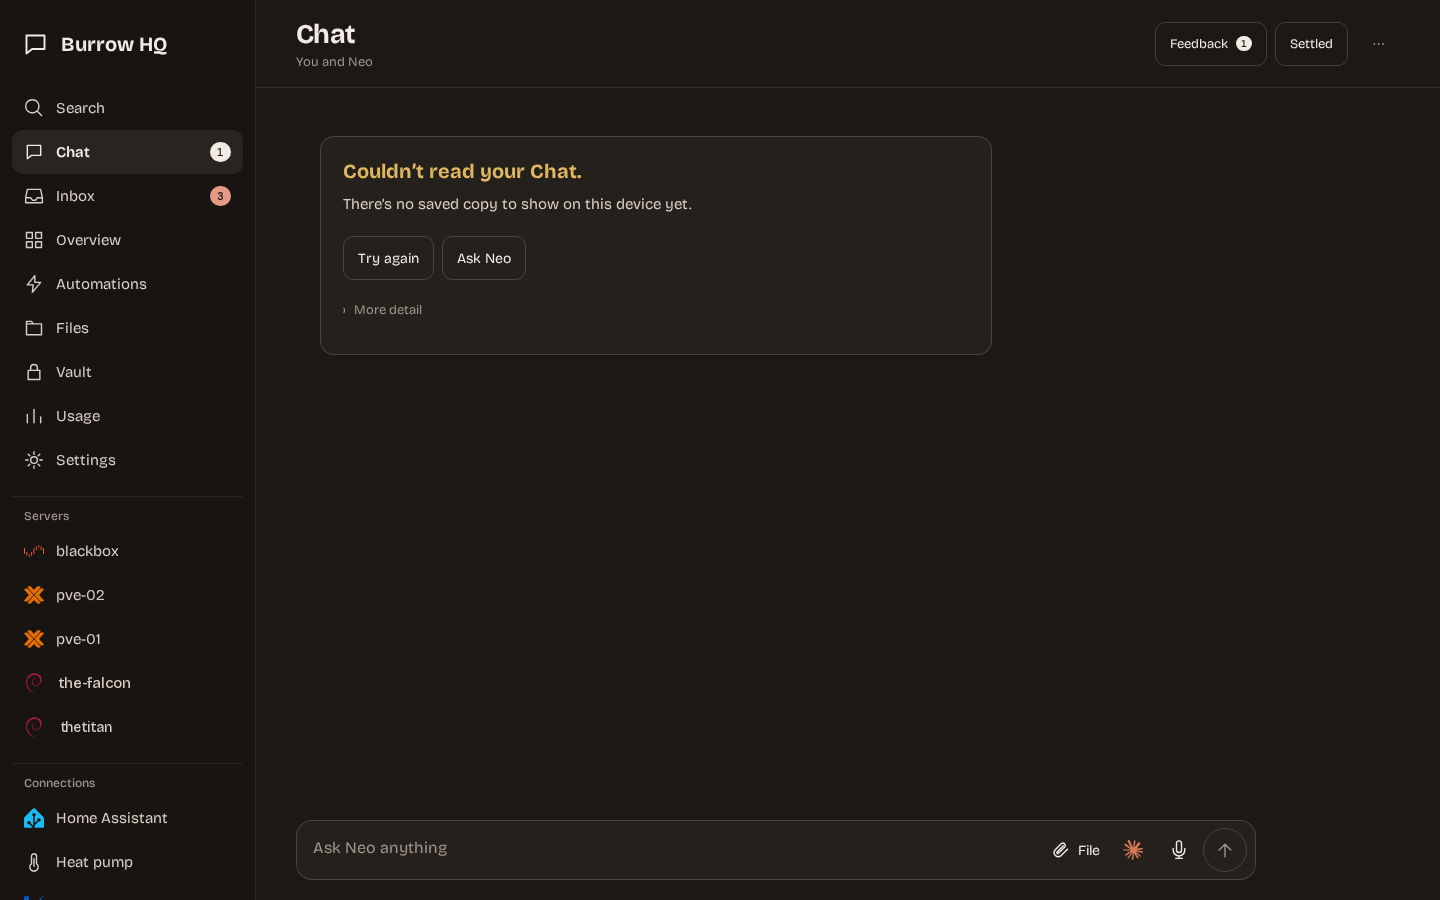 Burrow HQ
Search
Chat 1
Inbox 3
Overview
Automations
Files
Vault
Usage
Settings
Servers
blackbox
pve-02
pve-01
the-falcon
thetitan
Connections
Home Assistant
Heat pump
Chat
You and Neo
Feedback 1
Settled
Couldn't read your Chat.
There's no saved copy to show on this device yet.
Try again
Ask Neo
› More detail
Ask Neo anything
File